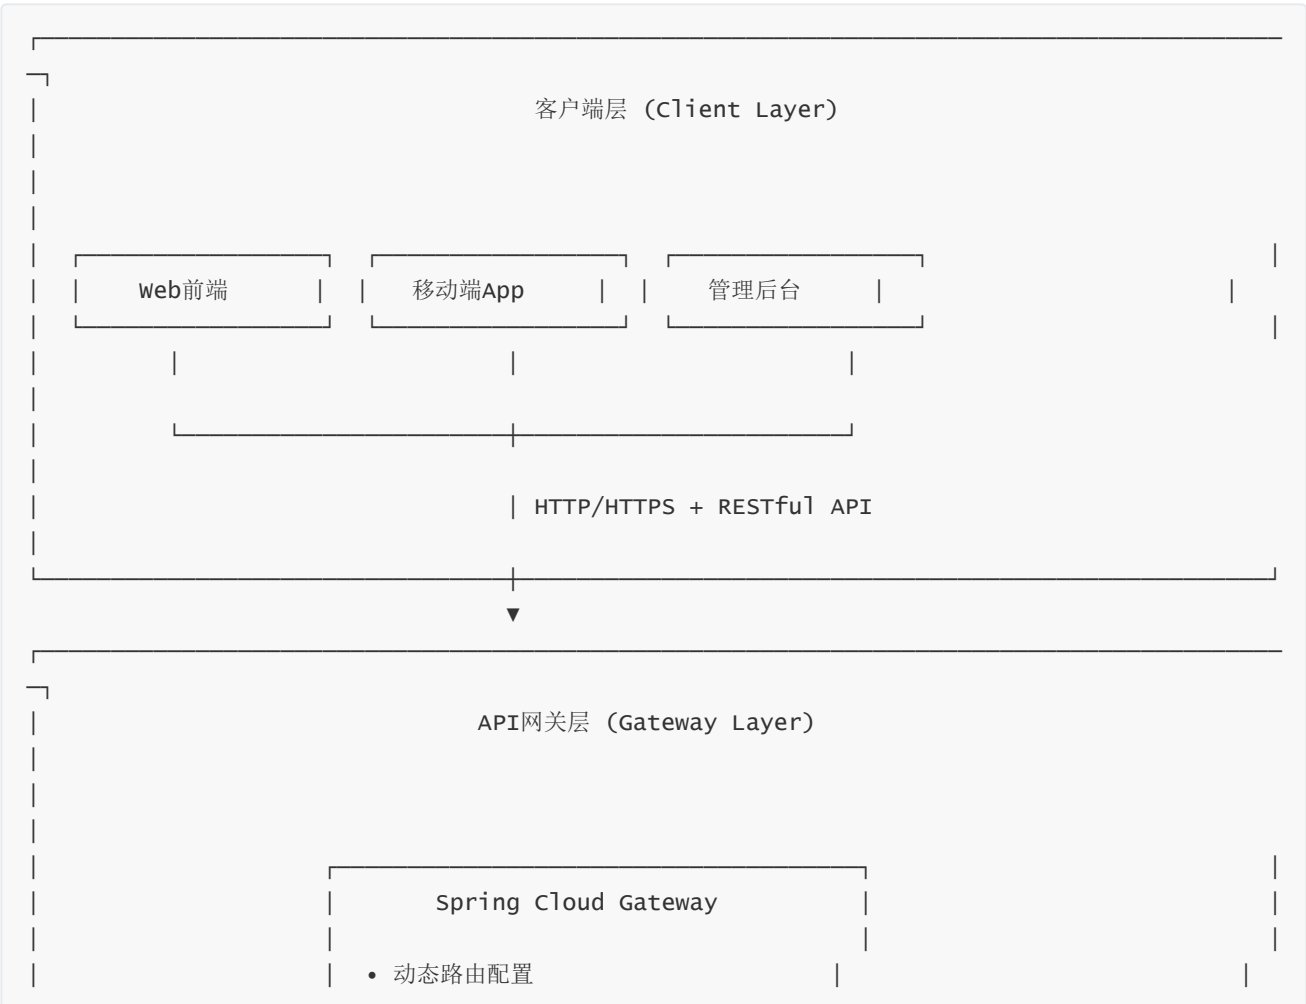 客户端层 (Client Layer)
Web前端 移动端App 管理后台
HTTP/HTTPS + RESTful API
▼
API网关层 (Gateway Layer)
Spring Cloud Gateway
• 动态路由配置